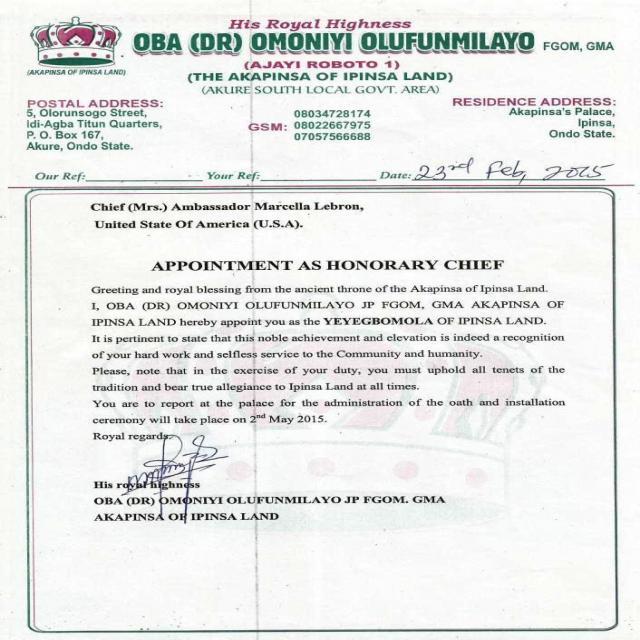 His Royal Highness
OBA (DR) OMONIYI OLUFUNMILAYO FGOM, GMA
(AJAYI ROBOTO 1)
(THE AKAPINSA OF IPINSA LAND)
(AKURE SOUTH LOCAL GOVT. AREA)
(AKAPINSA OF IPINSA LAND)
POSTAL ADDRESS:
5, Olorunsogo Street,
Idi-Agba Titun Quarters,
P. O. Box 167,
Akure, Ondo State.
GSM: 08034728174
08022667975
07057566688
RESIDENCE ADDRESS:
Akapinsa's Palace,
Ipinsa,
Ondo State.
Our Ref: Your Ref: Date: 23rd Feb, 2015
Chief (Mrs.) Ambassador Marcella Lebron,
United State Of America (U.S.A).
APPOINTMENT AS HONORARY CHIEF
Greeting and royal blessing from the ancient throne of the Akapinsa of Ipinsa Land.
I, OBA (DR) OMONIYI OLUFUNMILAYO JP FGOM, GMA AKAPINSA OF
IPINSA LAND hereby appoint you as the YEYEGBOMOLA OF IPINSA LAND.
It is pertinent to state that this noble achievement and elevation is indeed a recognition
of your hard work and selfless service to the Community and humanity.
Please, note that in the exercise of your duty, you must uphold all tenets of the
tradition and bear true allegiance to Ipinsa Land at all times.
You are to report at the palace for the administration of the oath and installation
ceremony will take place on 2nd May 2015.
Royal regards.
His royal highness
OBA (DR) OMONIYI OLUFUNMILAYO JP FGOM. GMA
AKAPINSA OF IPINSA LAND